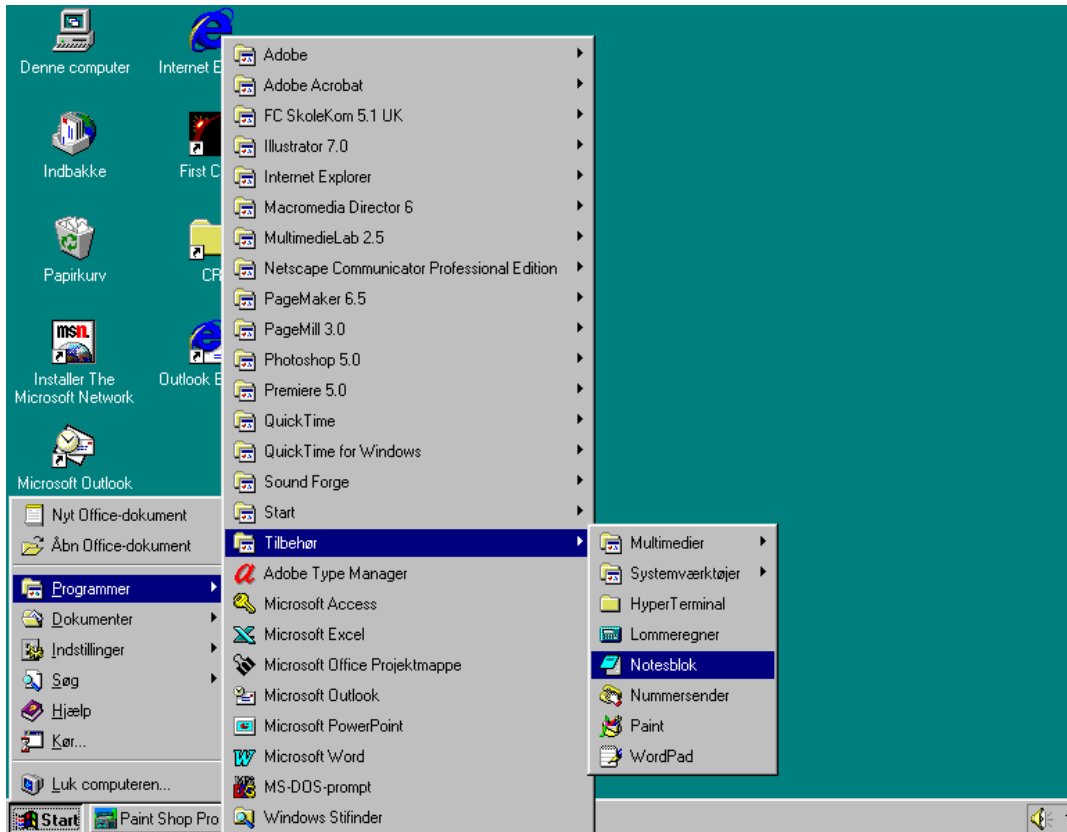 Denne computer
Internet E
Indbakke
First C
Papirkurv
CR
msn.
Installer The
Microsoft Network
Outlook E
Microsoft Outlook
Nyt Office-dokument
Åbn Office-dokument
Programmer
Dokumenter
Indstillinger
Søg
Hjælp
Kør...
Luk computeren...
Adobe
Adobe Acrobat
FC SkoleKom 5.1 UK
Illustrator 7.0
Internet Explorer
Macromedia Director 6
MultimedieLab 2.5
Netscape Communicator Professional Edition
PageMaker 6.5
PageMill 3.0
Photoshop 5.0
Premiere 5.0
QuickTime
QuickTime for Windows
Sound Forge
Start
Tilbehør
Adobe Type Manager
Microsoft Access
Microsoft Excel
Microsoft Office Projektmappe
Microsoft Outlook
Microsoft PowerPoint
Microsoft Word
MS-DOS-prompt
Windows Stifinder
Multimedier
Systemværktøjer
HyperTerminal
Lommeregner
Notesblok
Nummersender
Paint
WordPad
Start
Paint Shop Pro